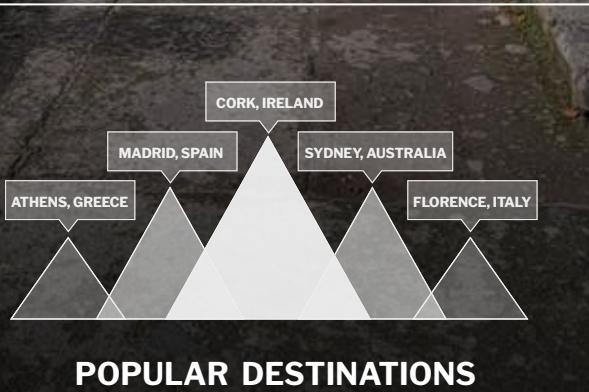 CORK, IRELAND
MADRID, SPAIN
SYDNEY, AUSTRALIA
ATHENS, GREECE
FLORENCE, ITALY
POPULAR DESTINATIONS